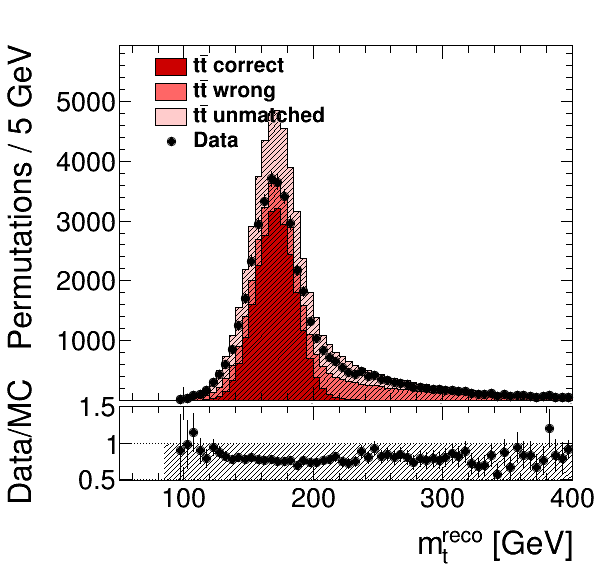 Permutations / 5 GeV
5000
4000
3000
2000
1000
tt̄ correct
tt̄ wrong
tt̄ unmatched
Data
Data/MC
1.5
1
0.5
100 200 300 400
m_t^reco [GeV]